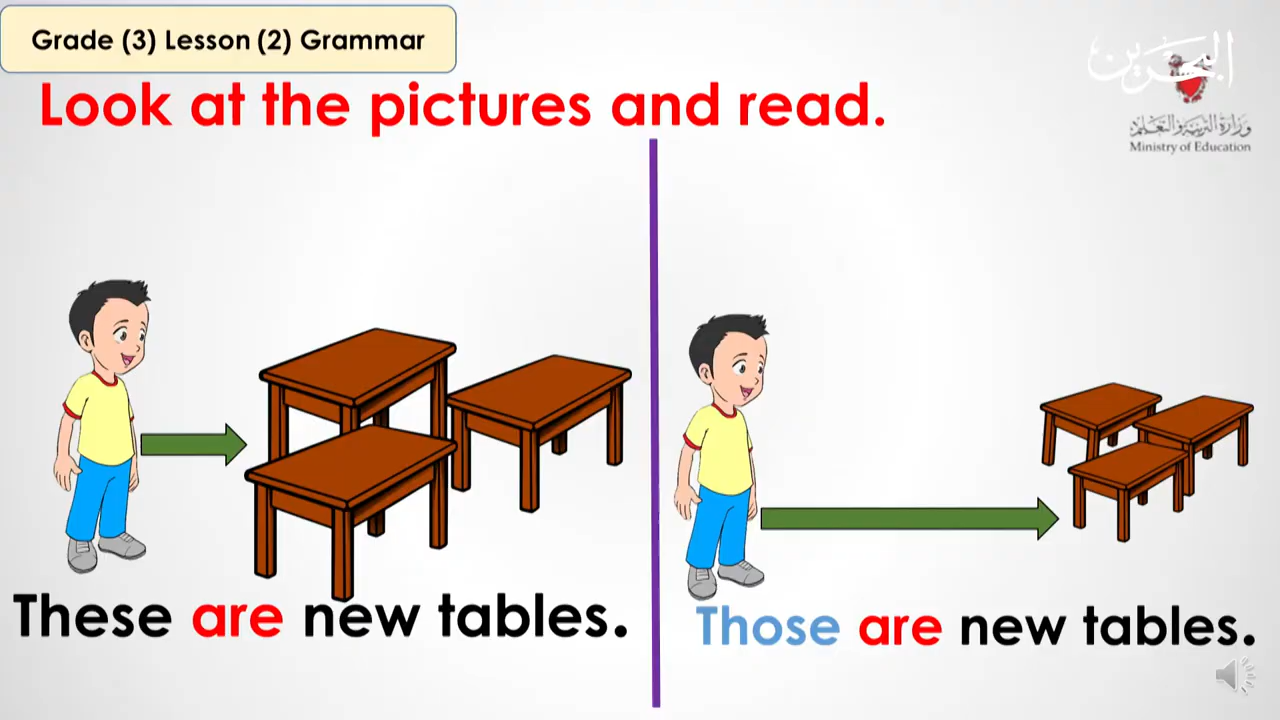 Grade (3) Lesson (2) Grammar
البحرين
Look at the pictures and read.
وزارة التربية والتعليم
Ministry of Education
These are new tables.
Those are new tables.